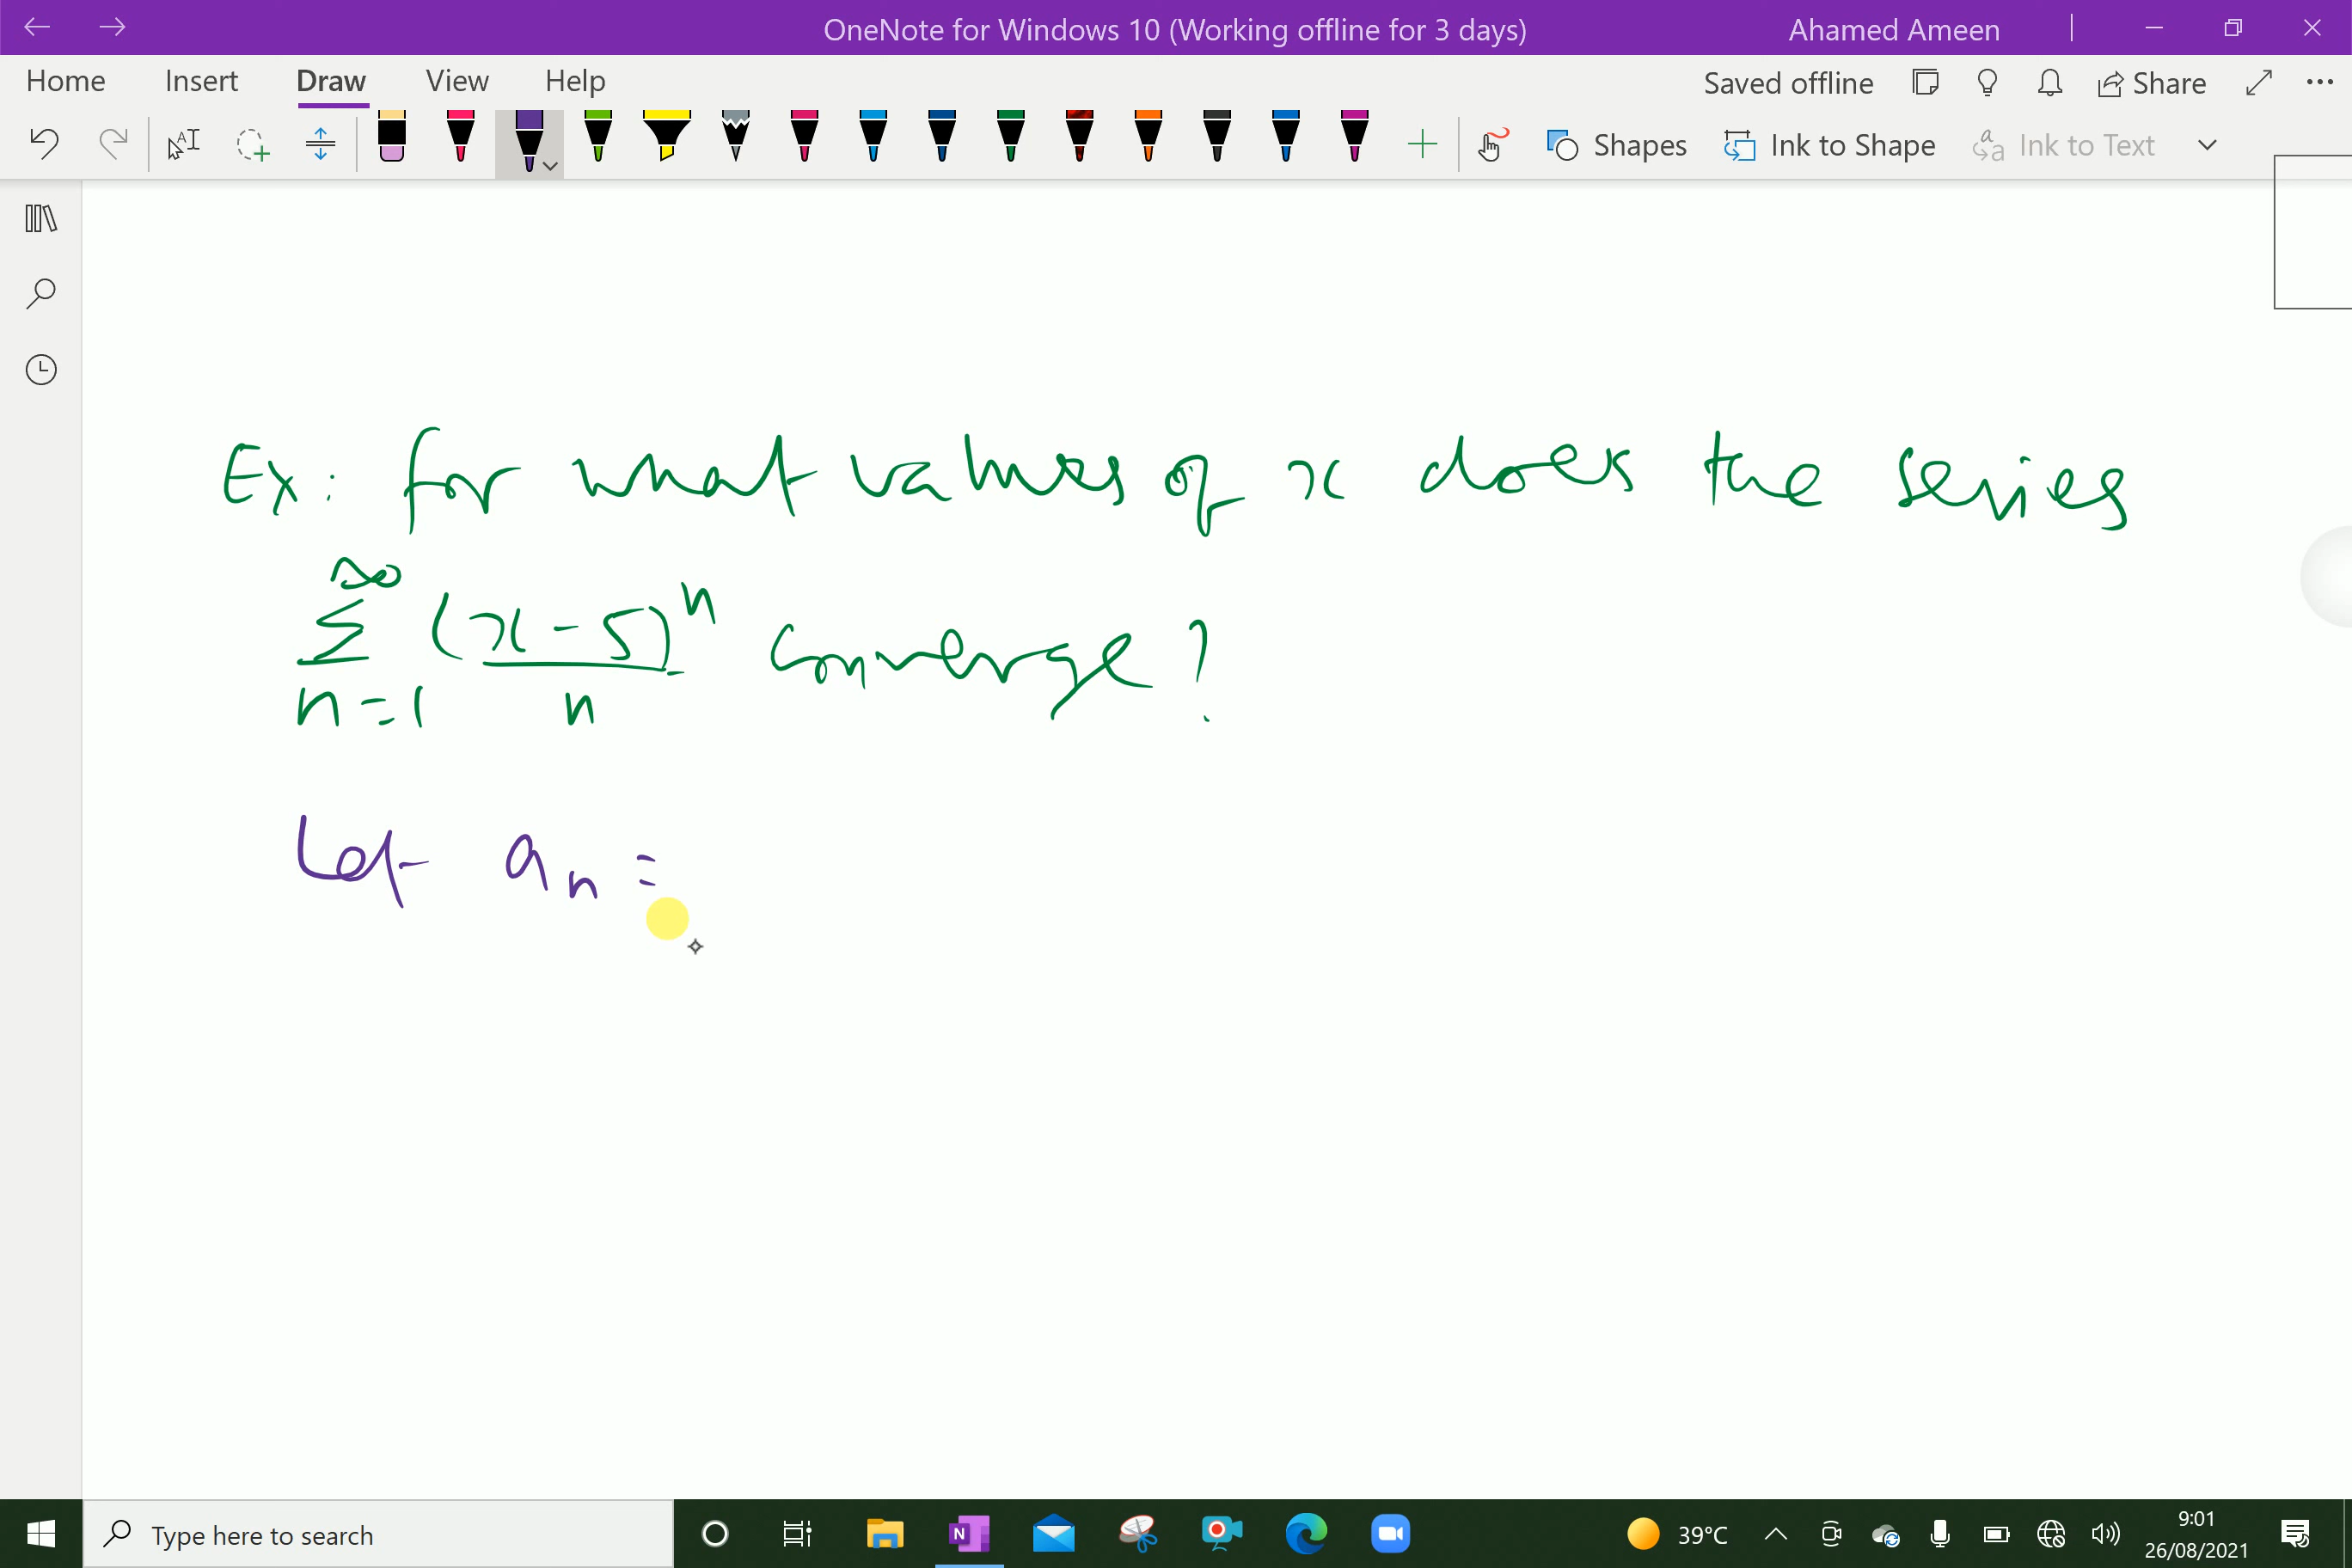 OneNote for Windows 10 (Working offline for 3 days) Ahamed Ameen
Home Insert Draw View Help Saved offline Share
Shapes Ink to Shape Ink to Text
Ex: for what values of x does the series
∞
∑ (x-5)^n converge?
n=1 n
Let a_n =
Type here to search 39°C 9:01
26/08/2021